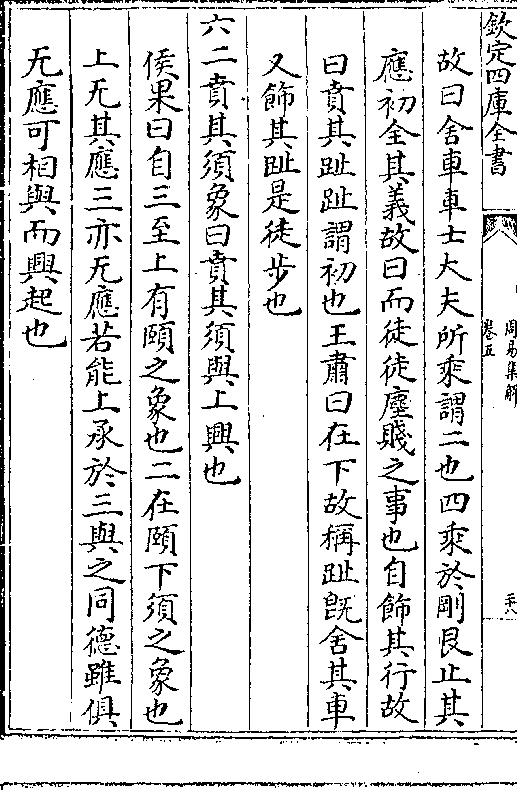 欽定四庫全書
周易集解
卷五
二十八
故曰舍車車士大夫所乘謂二也四乘於剛艮止其
應初全其義故曰而徒徒塵賤之事也自飾其行故
曰賁其趾趾謂初也王肅曰在下故稱趾旣舍其車
又飾其趾是徒步也
六二賁其須象曰賁其須與上興也
侯果曰自三至上有頤之象也二在頤下須之象也
上无其應三亦无應若能上承於三與之同德雖俱
无應可相與而興起也